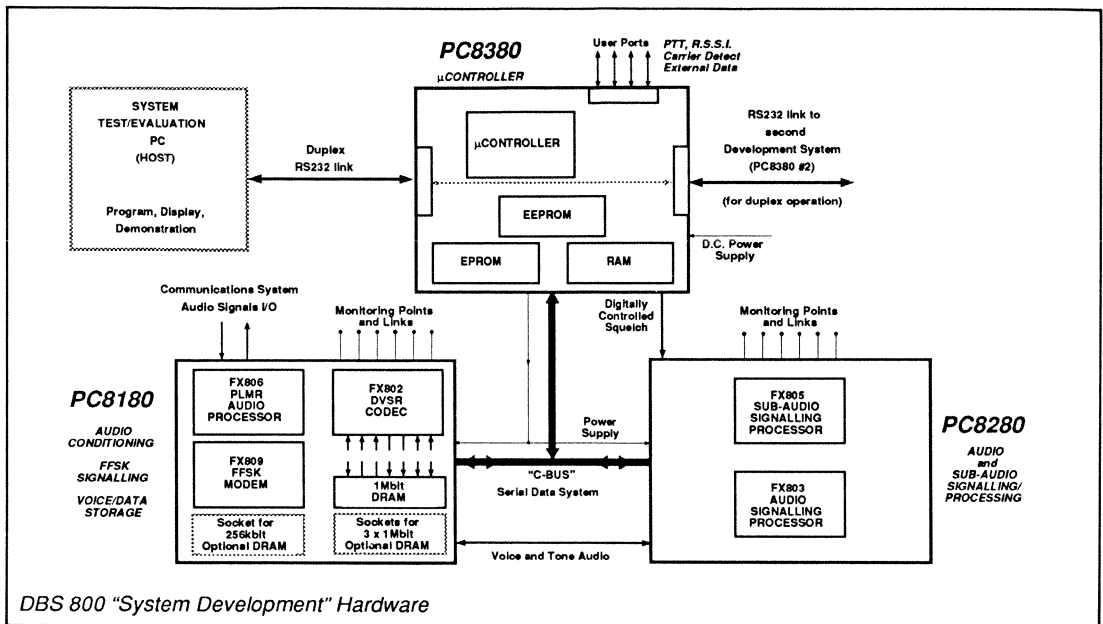 PC8380
µCONTROLLER
User Ports
PTT, R.S.S.I.
Carrier Detect
External Data
SYSTEM
TEST/EVALUATION
PC
(HOST)
Program, Display,
Demonstration
Duplex
RS232 link
µCONTROLLER
EEPROM
EPROM
RAM
RS232 link to
second
Development System
(PC8380 #2)
(for duplex operation)
D.C. Power
Supply
Communications System
Audio Signals I/O
Monitoring Points
and Links
Digitally
Controlled
Squelch
Monitoring Points
and Links
PC8180
AUDIO
CONDITIONING
FFSK
SIGNALLING
VOICE/DATA
STORAGE
FX806
PLMR
AUDIO
PROCESSOR
FX802
DVSR
CODEC
FX809
FFSK
MODEM
1Mbit
DRAM
Socket for
256kbit
Optional DRAM
Sockets for
3 x 1Mbit
Optional DRAM
Power
Supply
"C-BUS"
Serial Data System
Voice and Tone Audio
FX805
SUB-AUDIO
SIGNALLING
PROCESSOR
FX803
AUDIO
SIGNALLING
PROCESSOR
PC8280
AUDIO
and
SUB-AUDIO
SIGNALLING/
PROCESSING
DBS 800 "System Development" Hardware